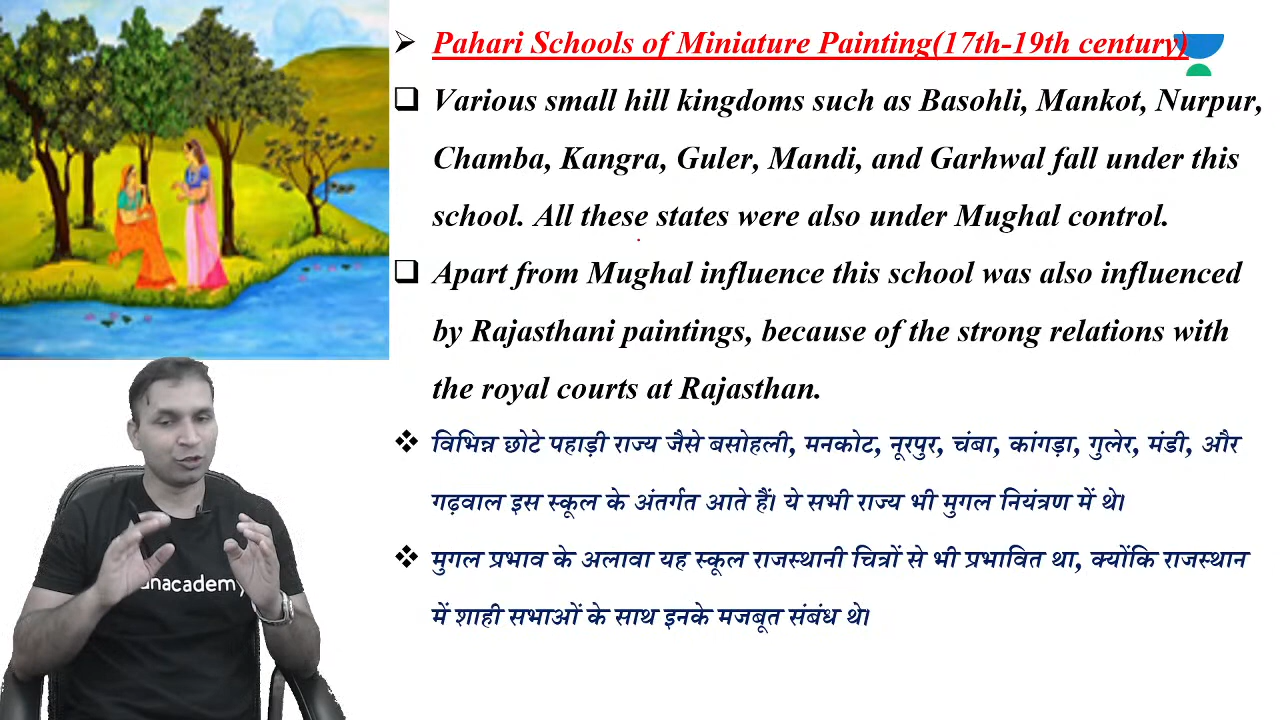 Pahari Schools of Miniature Painting(17th-19th century)
Various small hill kingdoms such as Basohli, Mankot, Nurpur,
Chamba, Kangra, Guler, Mandi, and Garhwal fall under this
school. All these states were also under Mughal control.
Apart from Mughal influence this school was also influenced
by Rajasthani paintings, because of the strong relations with
the royal courts at Rajasthan.
विभिन्न छोटे पहाड़ी राज्य जैसे बसोहली, मनकोट, नूरपुर, चंबा, कांगड़ा, गुलेर, मंडी, और
गढ़वाल इस स्कूल के अंतर्गत आते हैं। ये सभी राज्य भी मुगल नियंत्रण में थे।
मुगल प्रभाव के अलावा यह स्कूल राजस्थानी चित्रों से भी प्रभावित था, क्योंकि राजस्थान
में शाही सभाओं के साथ इनके मजबूत संबंध थे।
unacademy